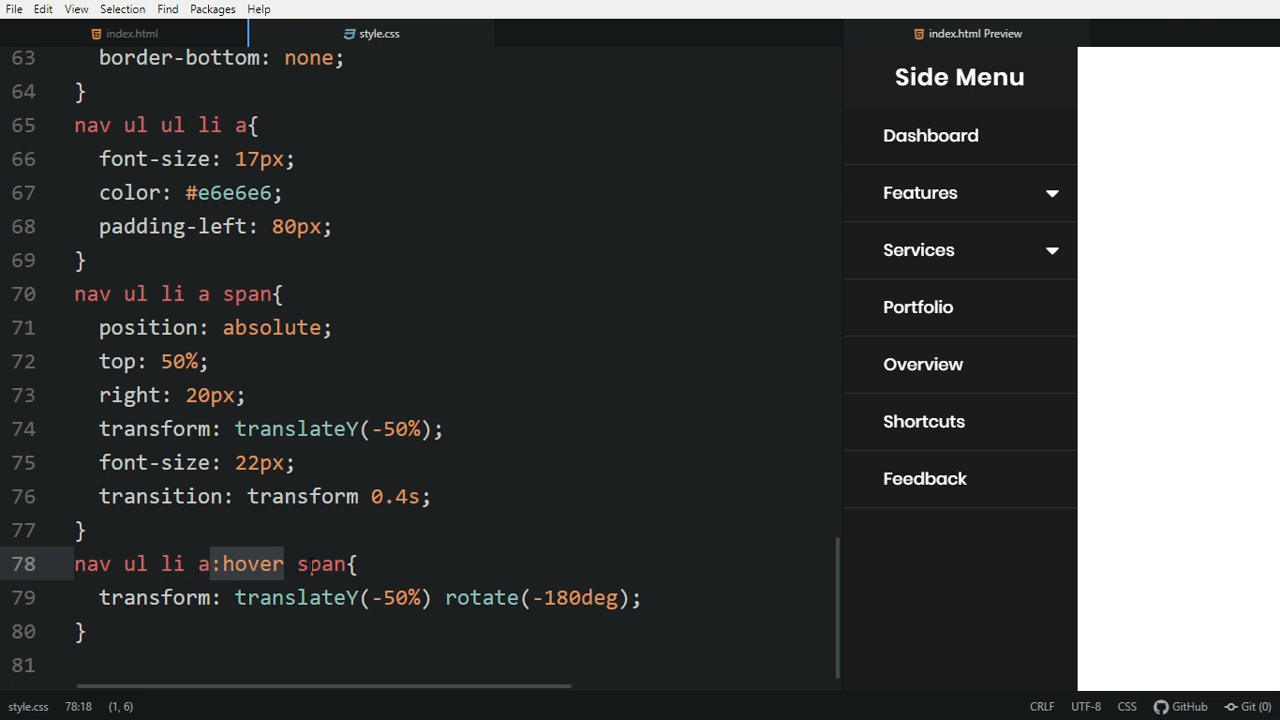 File Edit View Selection Find Packages Help
index.html style.css index.html Preview
63 border-bottom: none;
64 }
65 nav ul ul li a{
66 font-size: 17px;
67 color: #e6e6e6;
68 padding-left: 80px;
69 }
70 nav ul li a span{
71 position: absolute;
72 top: 50%;
73 right: 20px;
74 transform: translateY(-50%);
75 font-size: 22px;
76 transition: transform 0.4s;
77 }
78 nav ul li a:hover span{
79 transform: translateY(-50%) rotate(-180deg);
80 }
81
Side Menu
Dashboard
Features
Services
Portfolio
Overview
Shortcuts
Feedback
style.css 78:18 (1, 6) CRLF UTF-8 CSS GitHub Git (0)